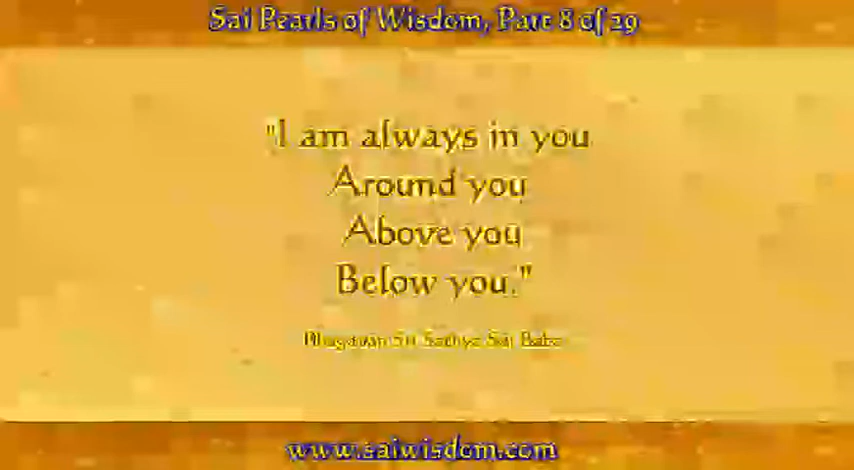 Sai Pearls of Wisdom, Part 8 of 29
"I am always in you
Around you
Above you
Below you."
Bhagavan Sri Sathya Sai Baba
www.saiwisdom.com